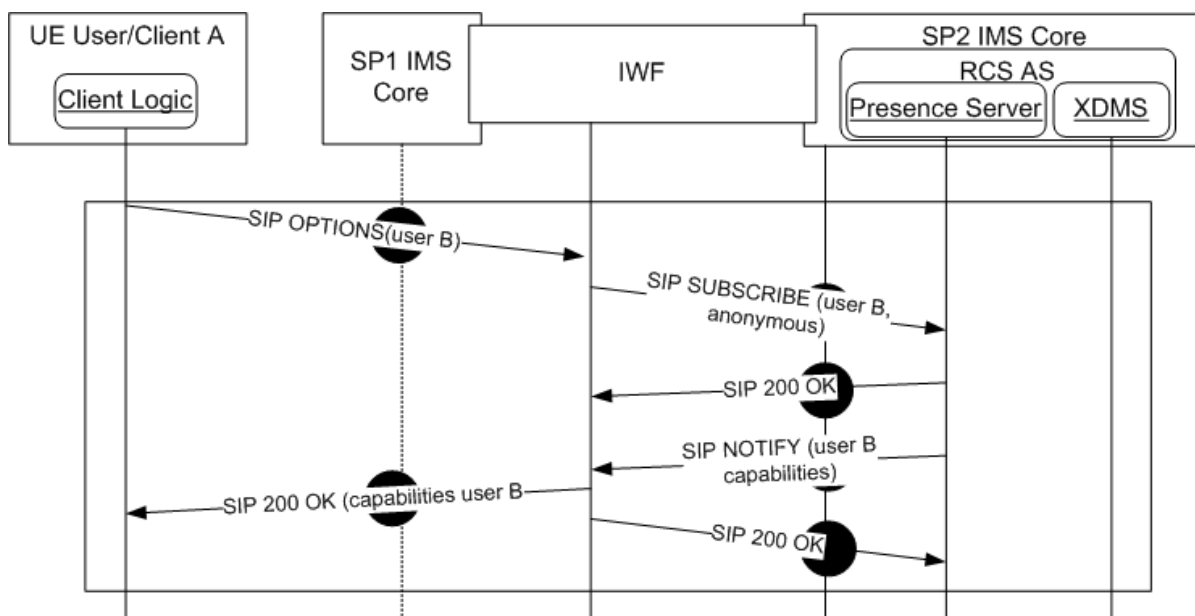 UE User/Client A
Client Logic
SP1 IMS
Core
IWF
SP2 IMS Core
RCS AS
Presence Server
XDMS
SIP OPTIONS(user B)
SIP SUBSCRIBE (user B,
anonymous)
SIP 200 OK
SIP NOTIFY (user B
capabilities)
SIP 200 OK (capabilities user B
SIP 200 OK